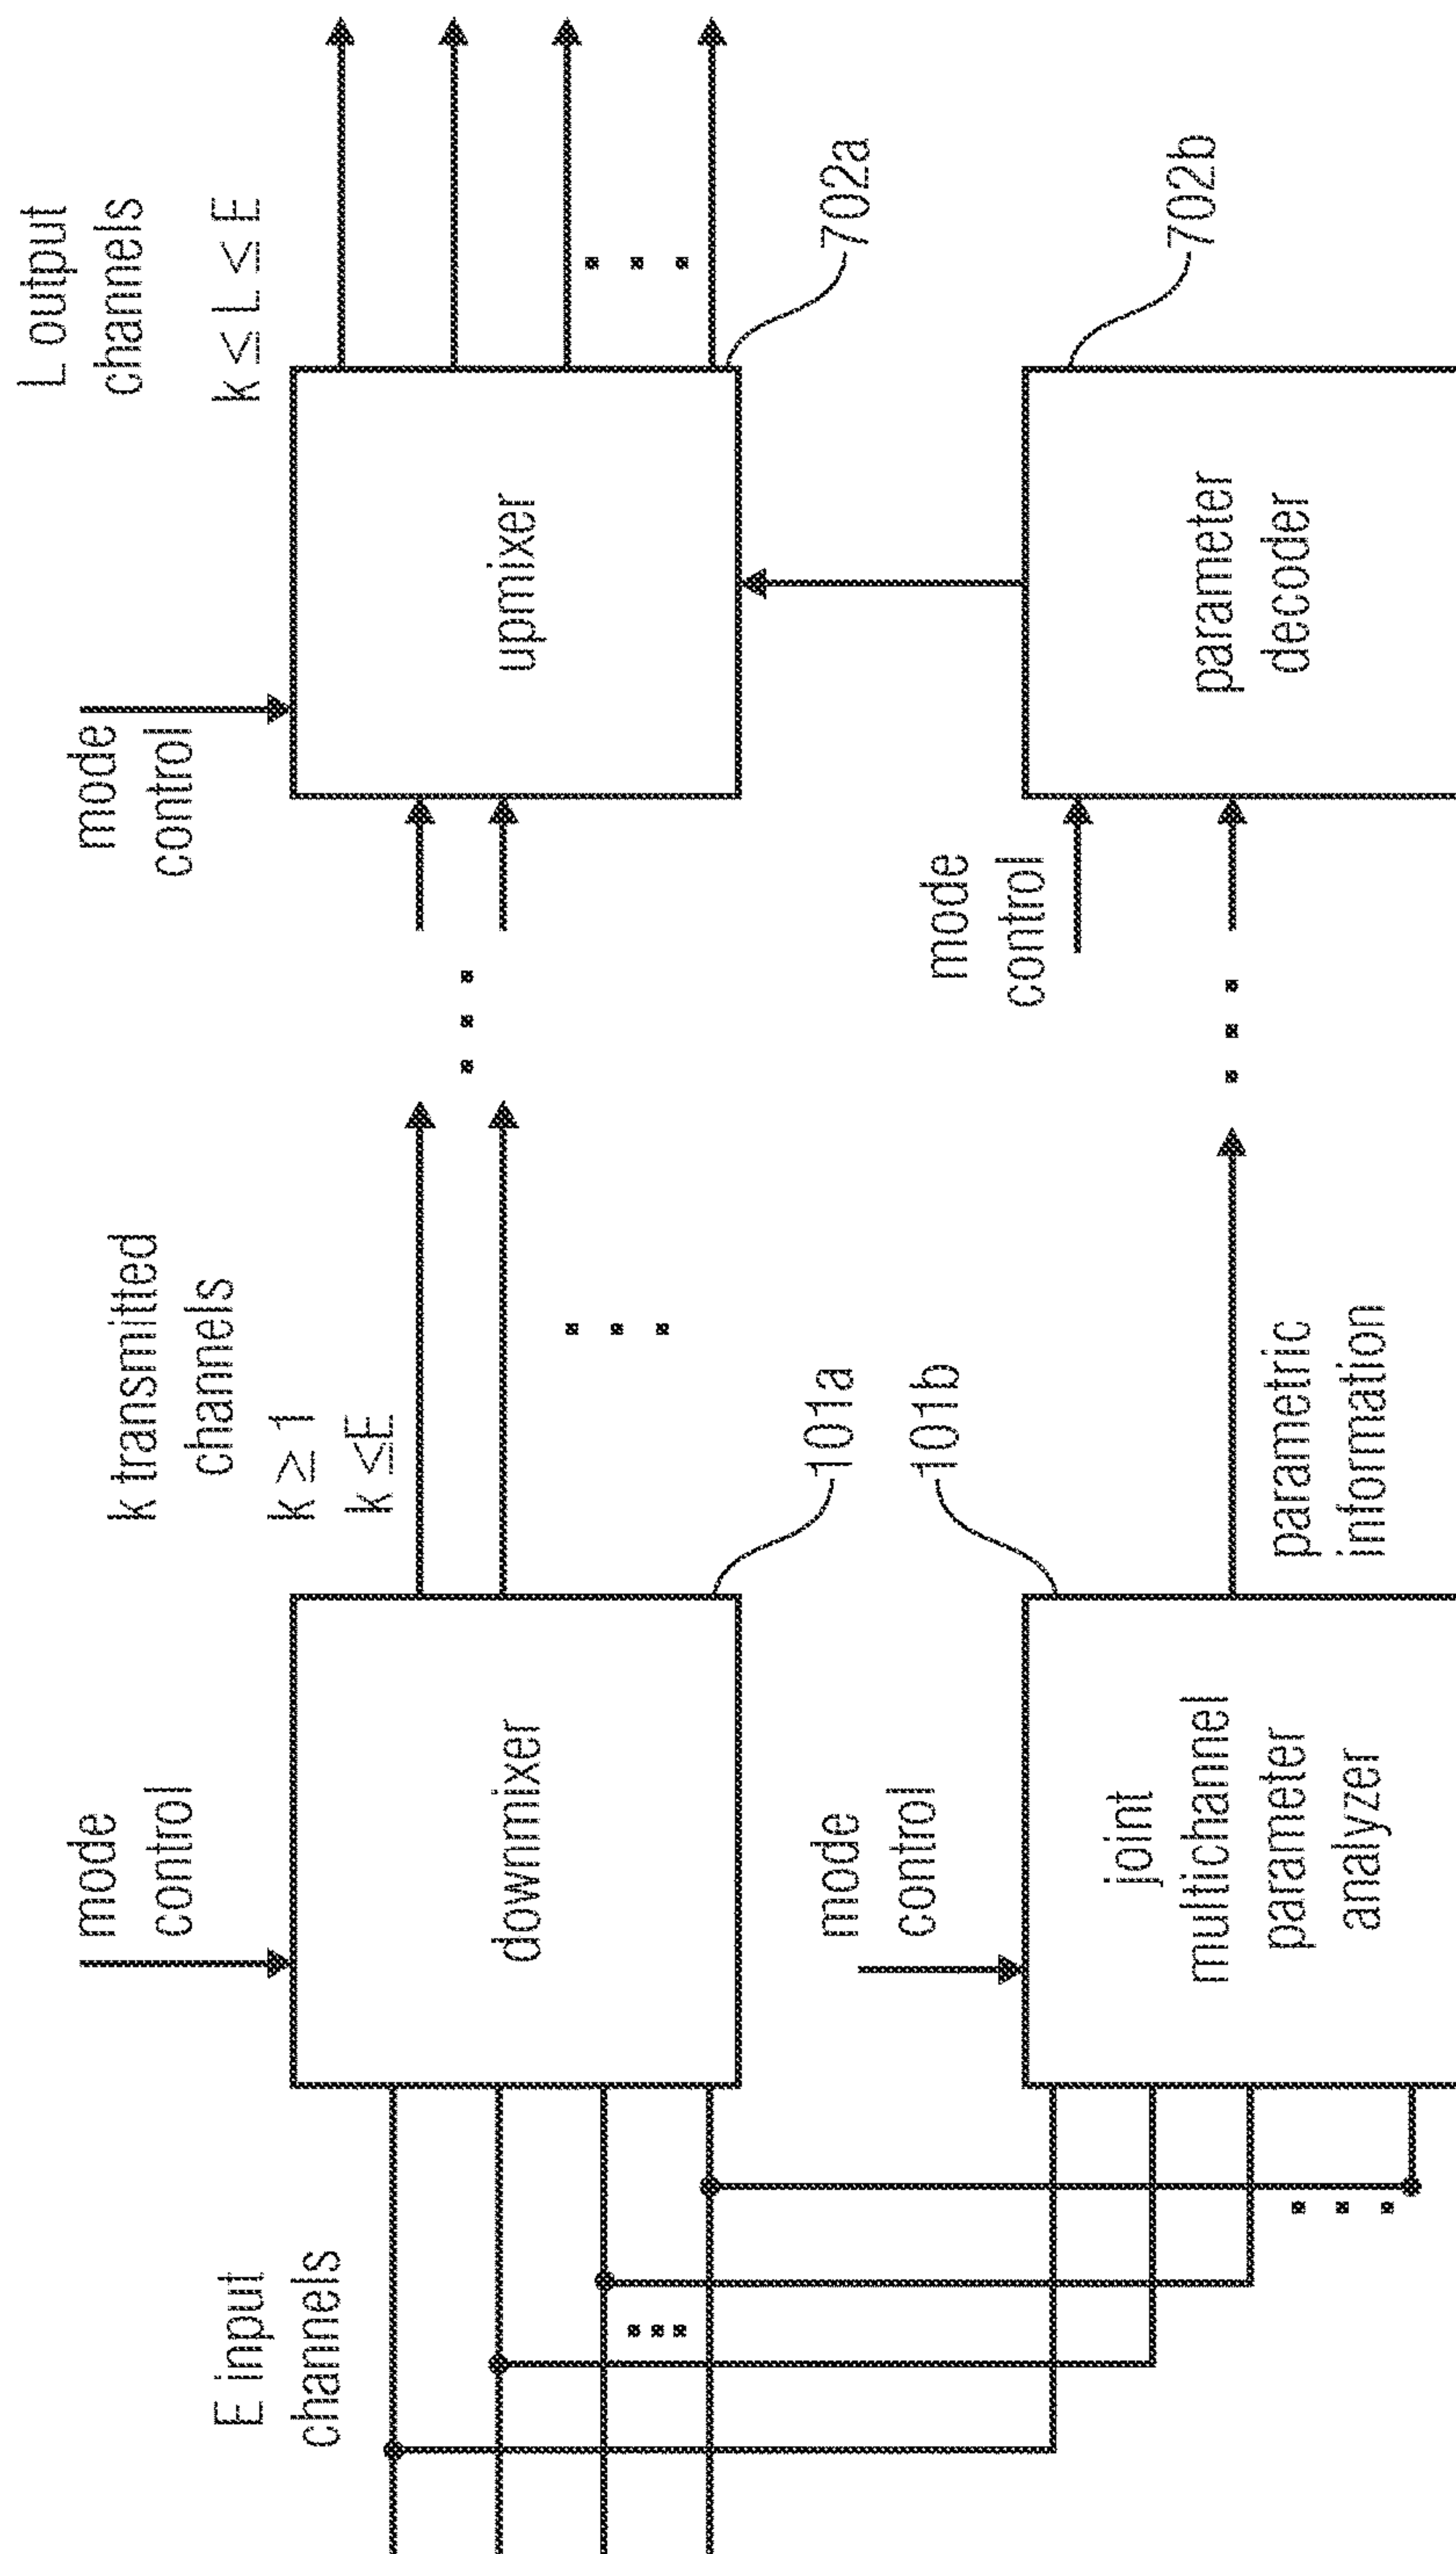 E input
channels
mode
control
downmixer
k transmitted
channels
k ≥ 1
k ≤E
101a
mode
control
upmixer
L output
channels
k ≤ L ≤ E
702a
mode
control
joint
multichannel
parameter
analyzer
101b
parametric
information
mode
control
parameter
decoder
702b